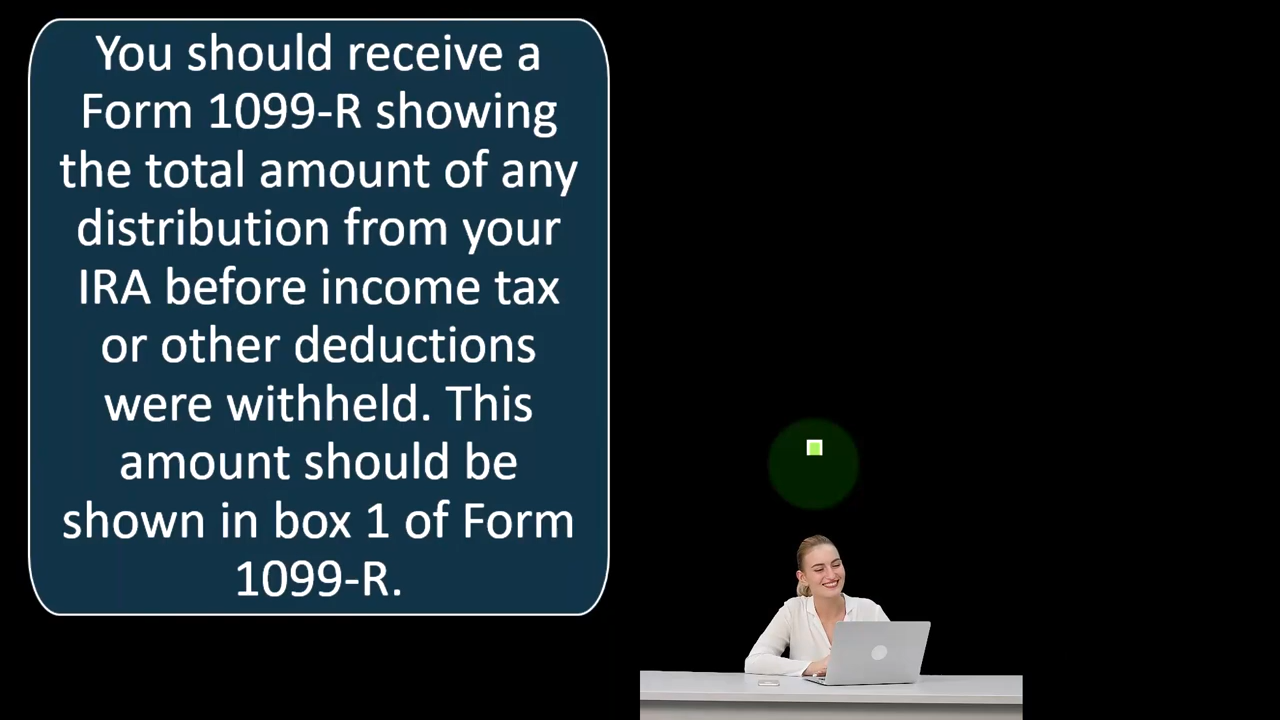 You should receive a
Form 1099-R showing
the total amount of any
distribution from your
IRA before income tax
or other deductions
were withheld. This
amount should be
shown in box 1 of Form
1099-R.